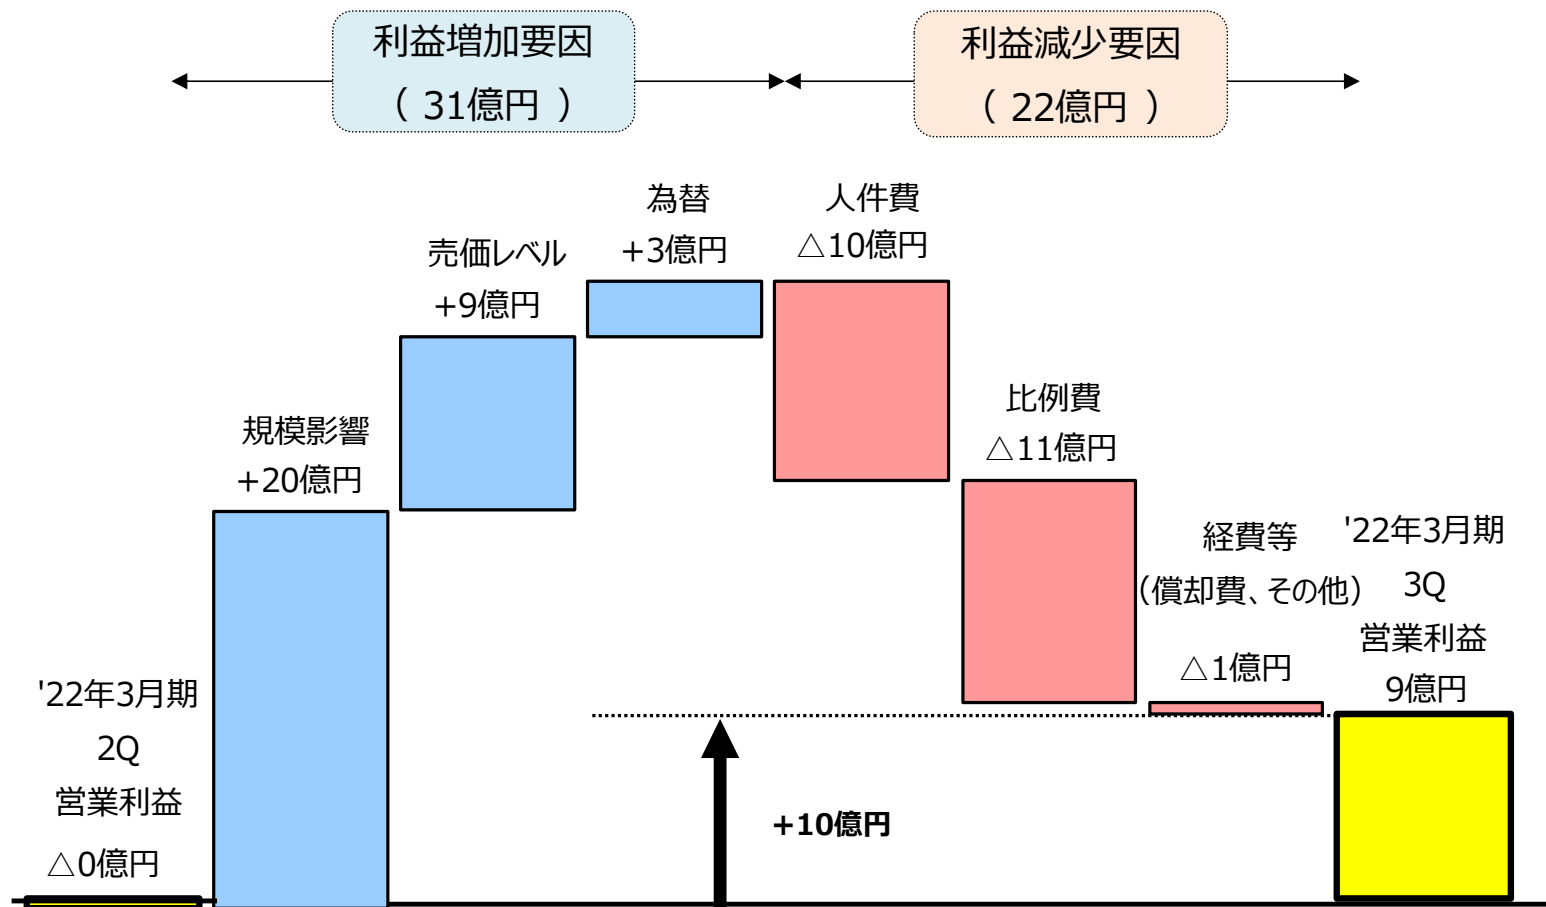 利益増加要因
（ 31億円 ）
利益減少要因
（ 22億円 ）
為替
+3億円
人件費
△10億円
売価レベル
+9億円
比例費
△11億円
規模影響
+20億円
経費等
（償却費、その他）
△1億円
'22年3月期
3Q
営業利益
9億円
'22年3月期
2Q
営業利益
△0億円
+10億円